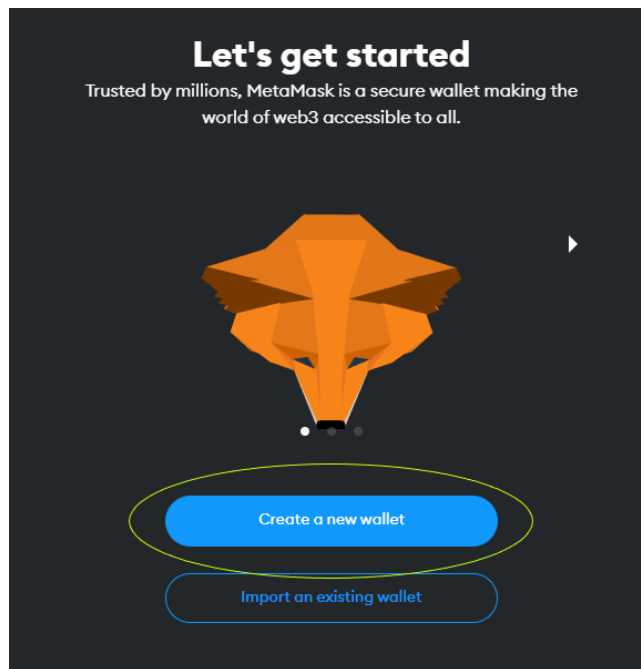 Let's get started
Trusted by millions, MetaMask is a secure wallet making the
world of web3 accessible to all.
Create a new wallet
Import an existing wallet